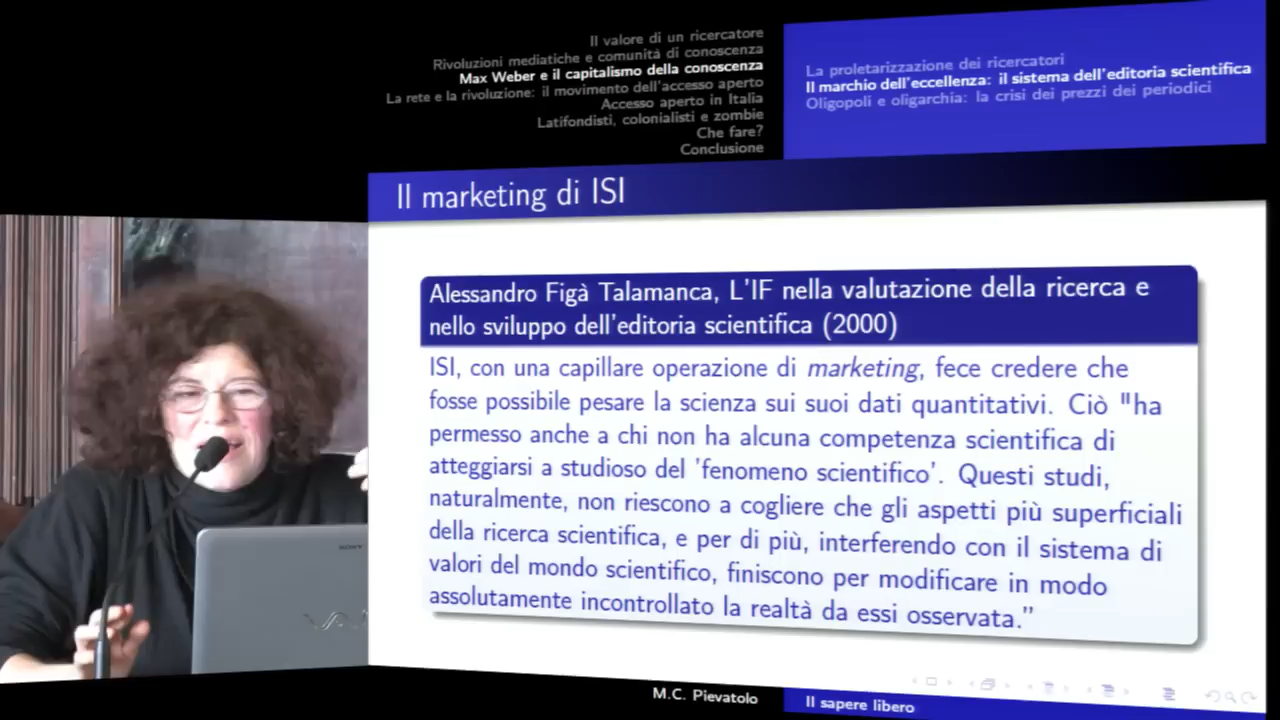 Il valore di un ricercatore
Rivoluzioni mediatiche e comunità di conoscenza
Max Weber e il capitalismo della conoscenza
La rete e la rivoluzione: il movimento dell'accesso aperto
Accesso aperto in Italia
Latifondisti, colonialisti e zombie
Che fare?
Conclusione
La proletarizzazione dei ricercatori
Il marchio dell'eccellenza: il sistema dell'editoria scientifica
Oligopoli e oligarchia: la crisi dei prezzi dei periodici
Il marketing di ISI
Alessandro Figà Talamanca, L'IF nella valutazione della ricerca e
nello sviluppo dell'editoria scientifica (2000)
ISI, con una capillare operazione di marketing, fece credere che
fosse possibile pesare la scienza sui suoi dati quantitativi. Ciò "ha
permesso anche a chi non ha alcuna competenza scientifica di
atteggiarsi a studioso del 'fenomeno scientifico'. Questi studi,
naturalmente, non riescono a cogliere che gli aspetti più superficiali
della ricerca scientifica, e per di più, interferendo con il sistema di
valori del mondo scientifico, finiscono per modificare in modo
assolutamente incontrollato la realtà da essi osservata.”
SONY
VAIO
M.C. Pievatolo
Il sapere libero